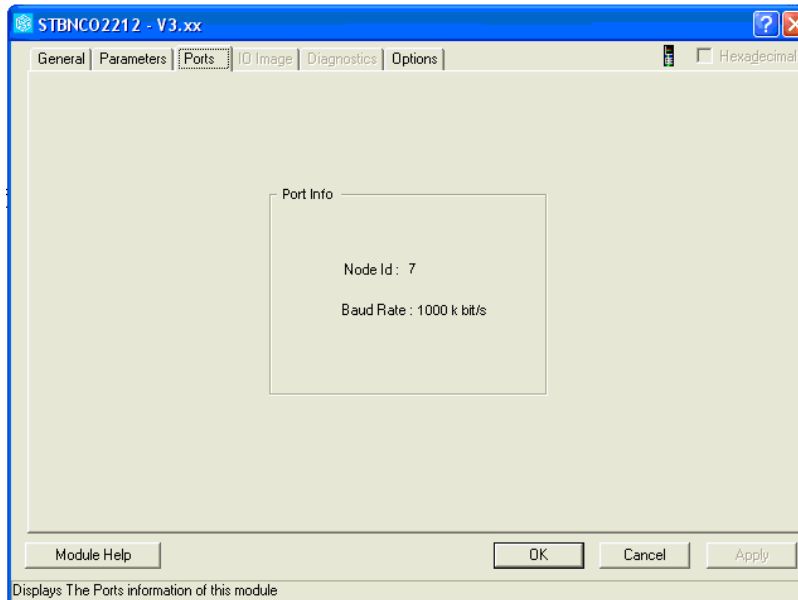 STBNCO2212 - V3.xx
General Parameters Ports IO Image Diagnostics Options Hexadecimal
Port Info
Node Id : 7
Baud Rate : 1000 k bit/s
Module Help OK Cancel Apply
Displays The Ports information of this module